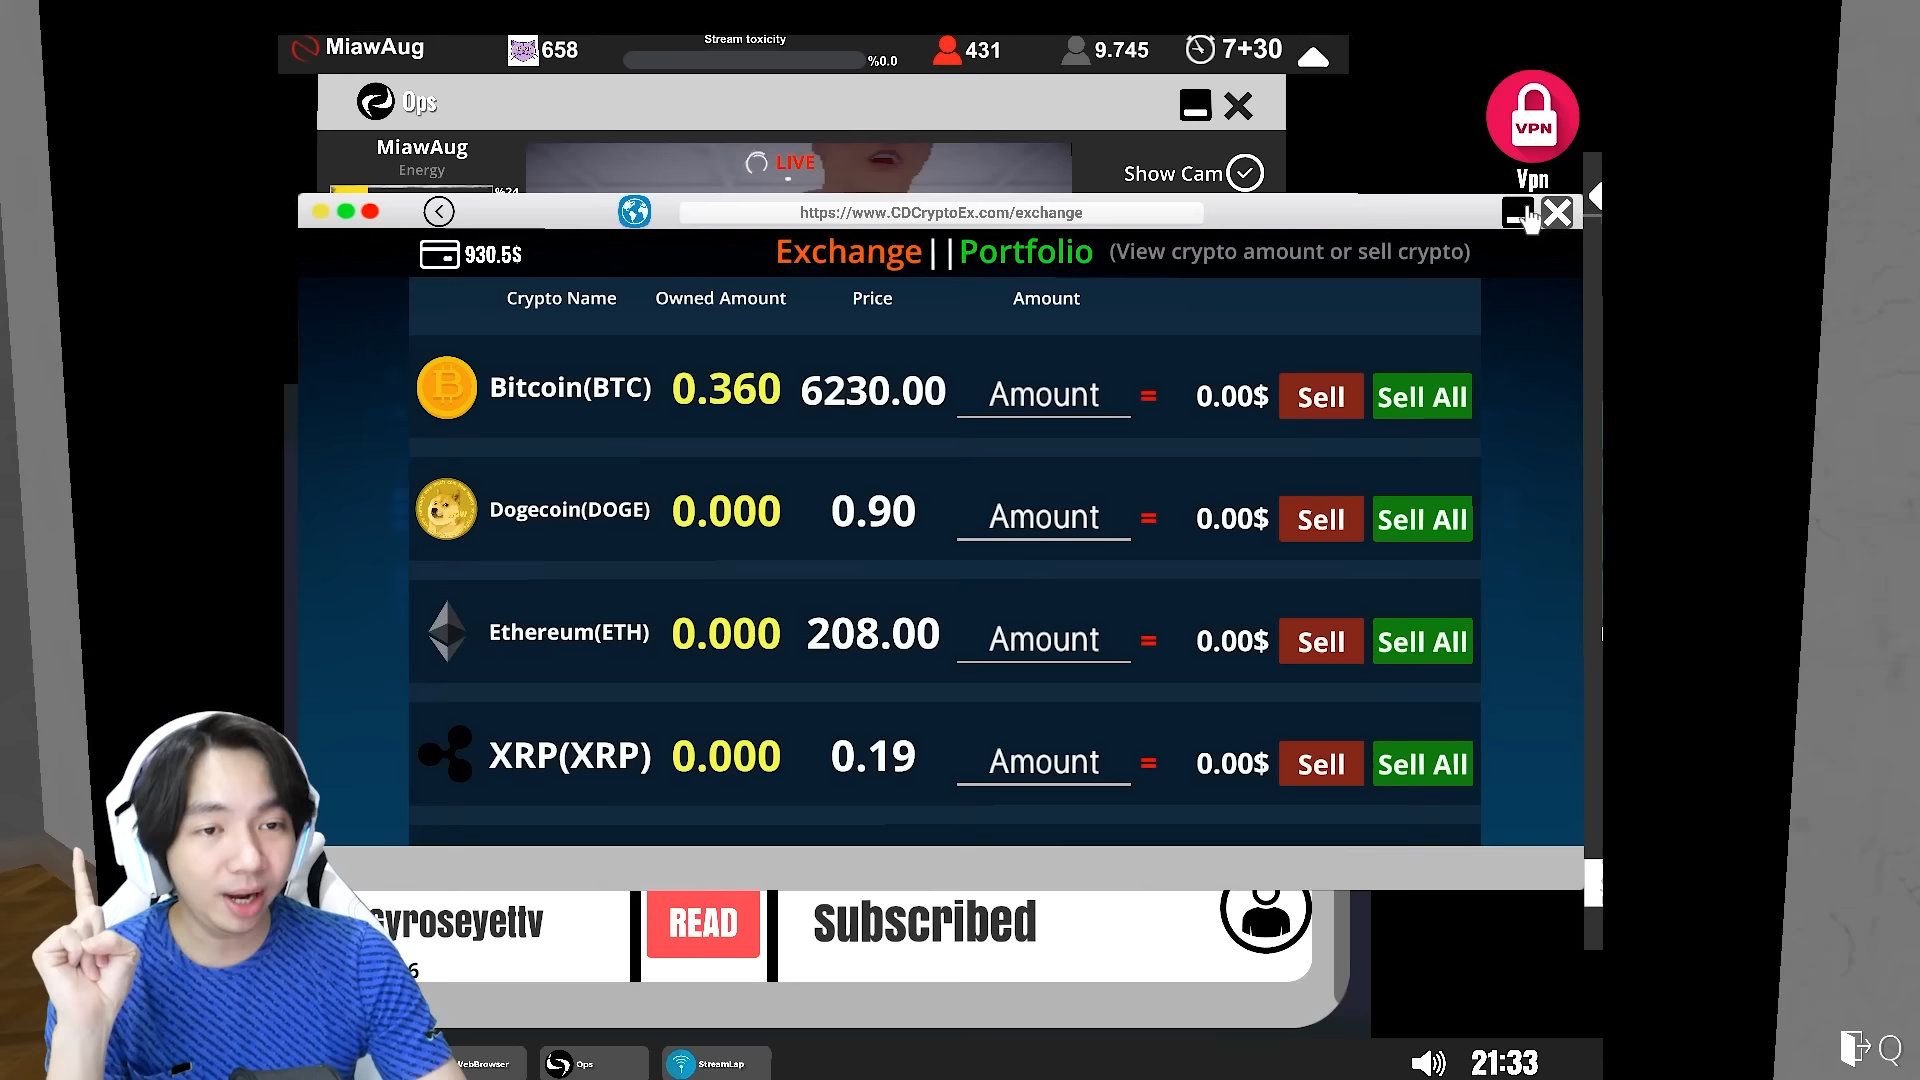 MiawAug
658
Stream toxicity
%0.0
431
9.745
7+30
Ops
VPN
Vpn
MiawAug
Energy
%24
LIVE
Show Cam
https://www.CDCryptoEx.com/exchange
930.5$
Exchange || Portfolio (View crypto amount or sell crypto)
Crypto Name Owned Amount Price Amount
Bitcoin(BTC) 0.360 6230.00 Amount = 0.00$ Sell Sell All
Dogecoin(DOGE) 0.000 0.90 Amount = 0.00$ Sell Sell All
Ethereum(ETH) 0.000 208.00 Amount = 0.00$ Sell Sell All
XRP(XRP) 0.000 0.19 Amount = 0.00$ Sell Sell All
READ
Subscribed
6
WebBrowser
Ops
StreamLap
21:33
Q